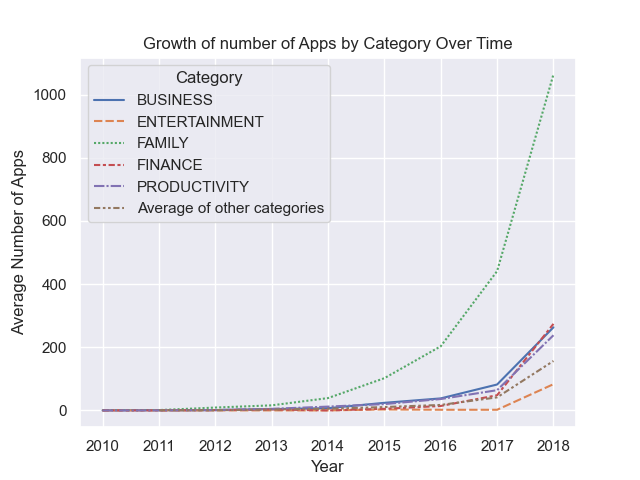 Growth of number of Apps by Category Over Time
Category
BUSINESS
ENTERTAINMENT
FAMILY
FINANCE
PRODUCTIVITY
Average of other categories
Average Number of Apps
1000
800
600
400
200
0
2010 2011 2012 2013 2014 2015 2016 2017 2018
Year